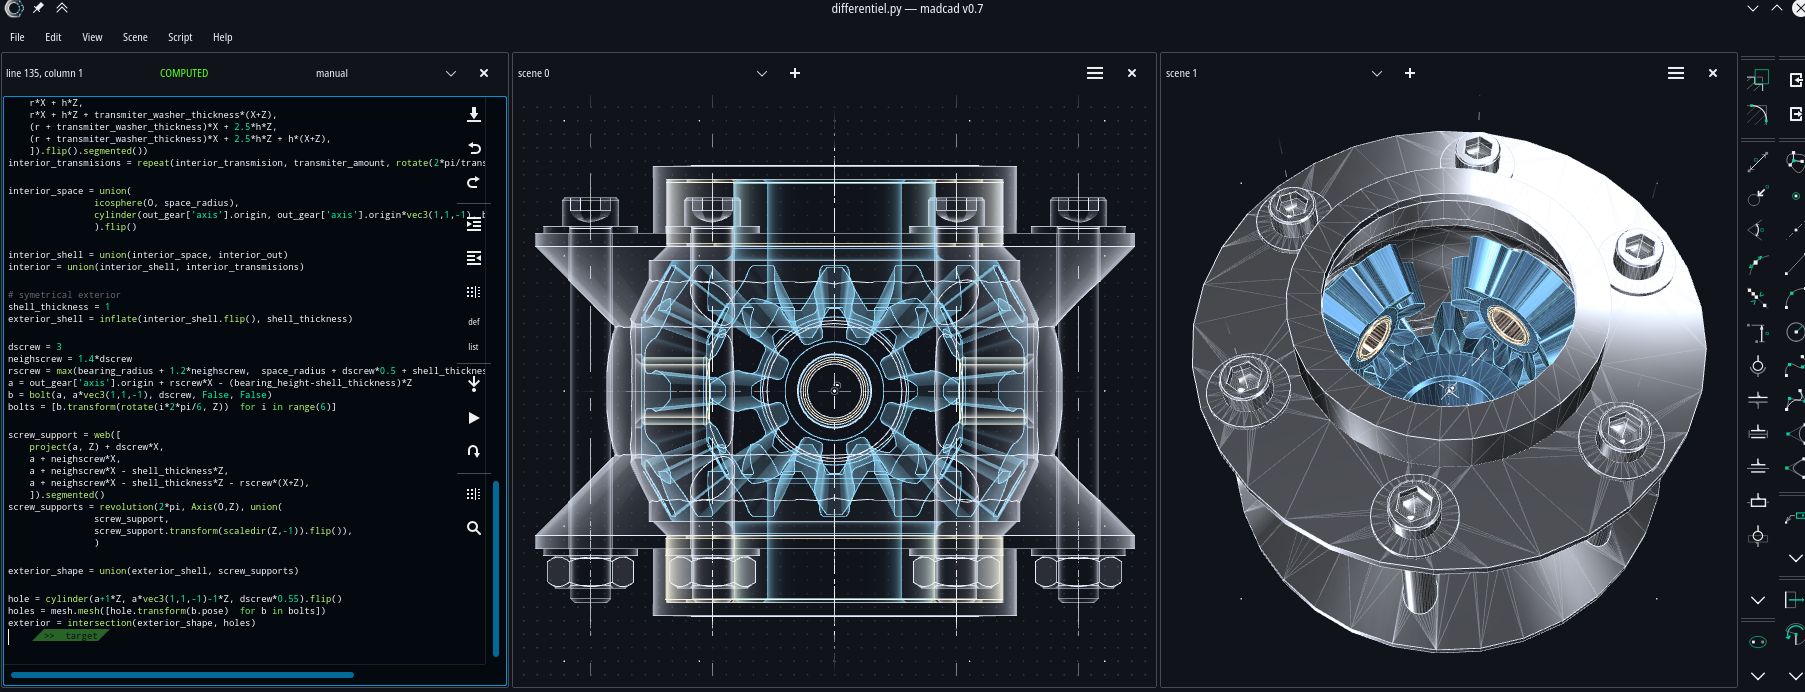 differentiel.py — madcad v0.7
File Edit View Scene Script Help
line 135, column 1 COMPUTED manual
scene 0
scene 1
r*X + h*Z,
r*X + h*Z + transmiter_washer_thickness*(X+Z),
(r + transmiter_washer_thickness)*X + 2.5*h*Z,
(r + transmiter_washer_thickness)*X + 2.5*h*Z + h*(X+Z),
]).flip().segmented())
interior_transmisions = repeat(interior_transmision, transmiter_amount, rotate(2*pi/trans
interior_space = union(
icosphere(O, space_radius),
cylinder(out_gear['axis'].origin, out_gear['axis'].origin*vec3(1,1,-1), b
).flip()
interior_shell = union(interior_space, interior_out)
interior = union(interior_shell, interior_transmisions)
# symetrical exterior
shell_thickness = 1
exterior_shell = inflate(interior_shell.flip(), shell_thickness)
def
list
dscrew = 3
neighscrew = 1.4*dscrew
rscrew = max(bearing_radius + 1.2*neighscrew,  space_radius + dscrew*0.5 + shell_thicknes
a = out_gear['axis'].origin + rscrew*X - (bearing_height-shell_thickness)*Z
b = bolt(a, a*vec3(1,1,-1), dscrew, False, False)
bolts = [b.transform(rotate(i*2*pi/6, Z))  for i in range(6)]
screw_support = web([
project(a, Z) + dscrew*X,
a + neighscrew*X,
a + neighscrew*X - shell_thickness*Z,
a + neighscrew*X - shell_thickness*Z - rscrew*(X+Z),
]).segmented()
screw_supports = revolution(2*pi, Axis(O,Z), union(
screw_support,
screw_support.transform(scaledir(Z,-1)).flip()),
)
exterior_shape = union(exterior_shell, screw_supports)
hole = cylinder(a+1*Z, a*vec3(1,1,-1)-1*Z, dscrew*0.55).flip()
holes = mesh.mesh([hole.transform(b.pose)  for b in bolts])
exterior = intersection(exterior_shape, holes)
>> target